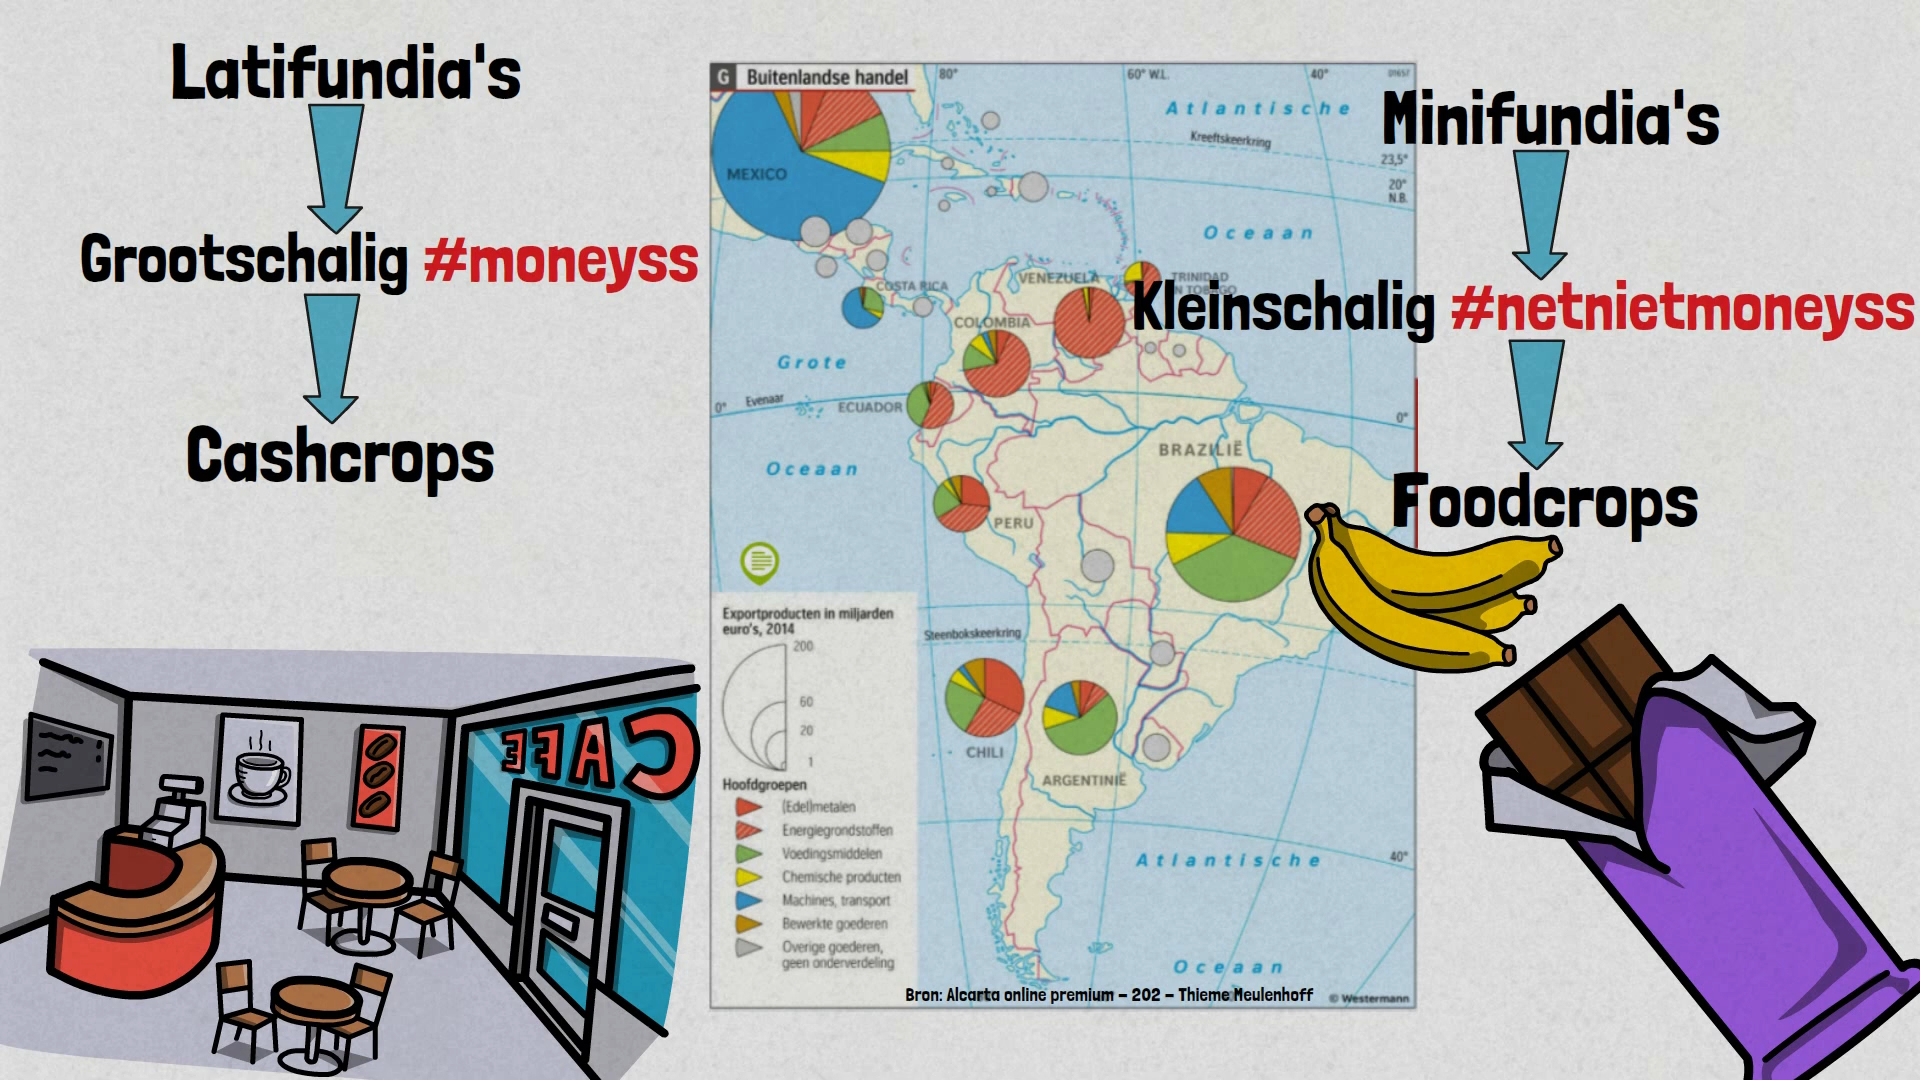 Latifundia's
Grootschalig #moneyss
Cashcrops
CAFE
G Buitenlandse handel
80°
60° W.L.
40°
Atlantische
Kreeftskeerkring
23,5°
20°
N.B.
MEXICO
Oceaan
COSTA RICA
VENEZUELA
TRINIDAD
EN TOBAGO
COLOMBIA
Grote
0°
Evenaar
ECUADOR
0°
Oceaan
BRAZILIË
PERU
Exportproducten in miljarden
euro's, 2014
200
60
20
1
Steenbokskeerkring
CHILI
ARGENTINIË
Hoofdgroepen
(Edel)metalen
Energiegrondstoffen
Voedingsmiddelen
Chemische producten
Machines, transport
Bewerkte goederen
Overige goederen,
geen onderverdeling
Atlantische
40°
Oceaan
Bron: Alcarta online premium – 202 – Thieme Meulenhoff
© Westermann
Minifundia's
Kleinschalig #netnietmoneyss
Foodcrops